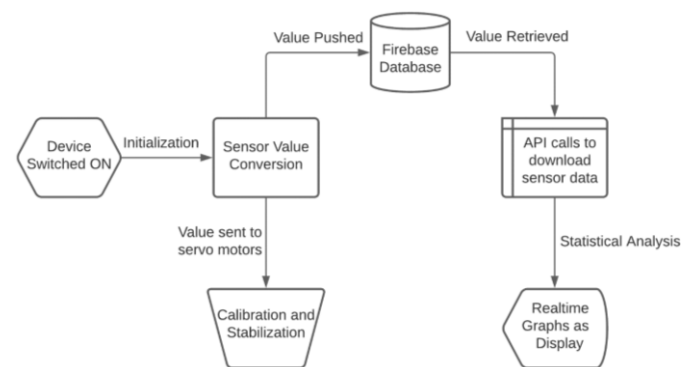 Value Pushed
Firebase
Database
Value Retrieved
Device
Switched ON
Initialization
Sensor Value
Conversion
API calls to
download
sensor data
Value sent to
servo motors
Statistical Analysis
Calibration and
Stabilization
Realtime
Graphs as
Display